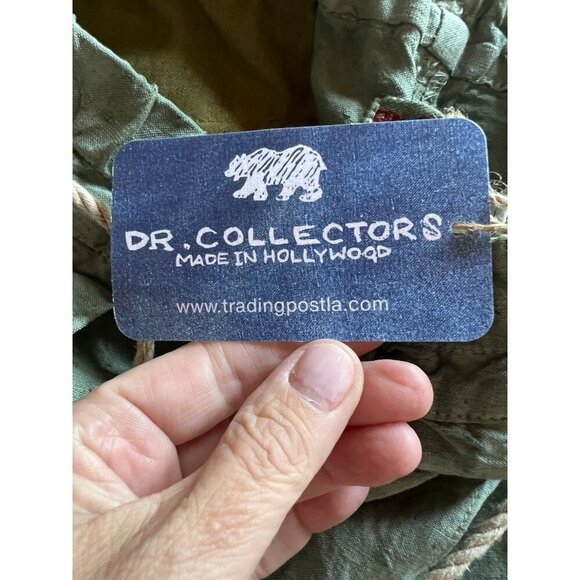 DR. COLLECTORS
MADE IN HOLLYWOOD
www.tradingpostla.com